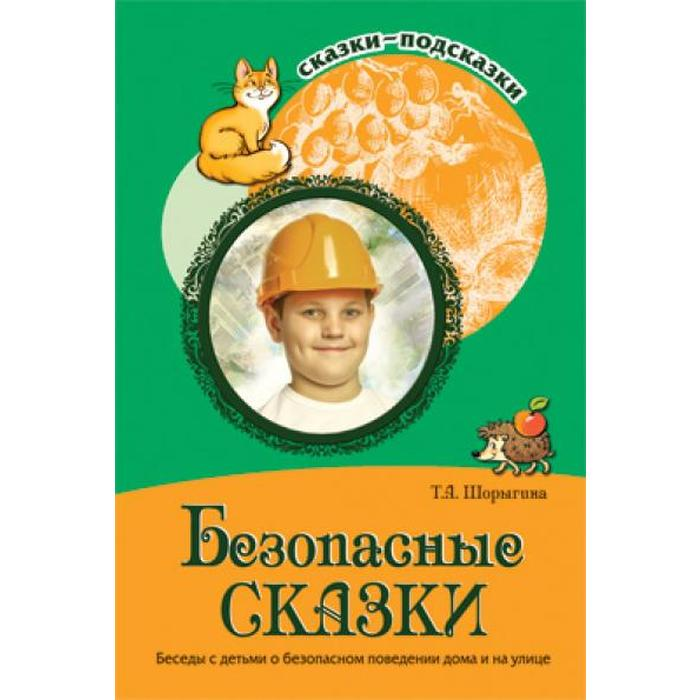 сказки–подсказки
Т.А. Шорыгина
Безопасные
СКАЗКИ
Беседы с детьми о безопасном поведении дома и на улице